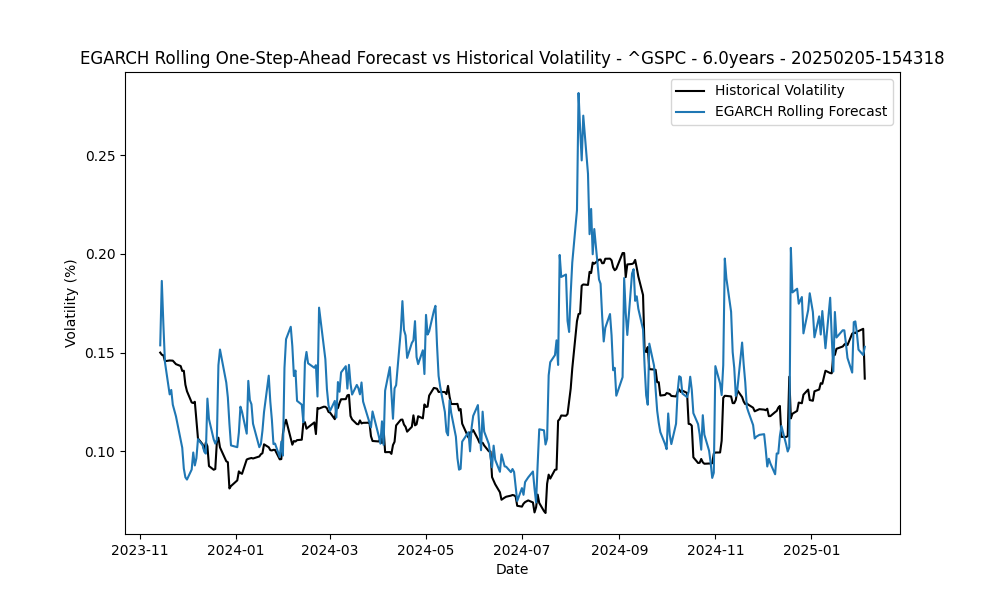 EGARCH Rolling One-Step-Ahead Forecast vs Historical Volatility - ^GSPC - 6.0years - 20250205-154318
Historical Volatility
EGARCH Rolling Forecast
Volatility (%)
0.25
0.20
0.15
0.10
2023-11 2024-01 2024-03 2024-05 2024-07 2024-09 2024-11 2025-01
Date